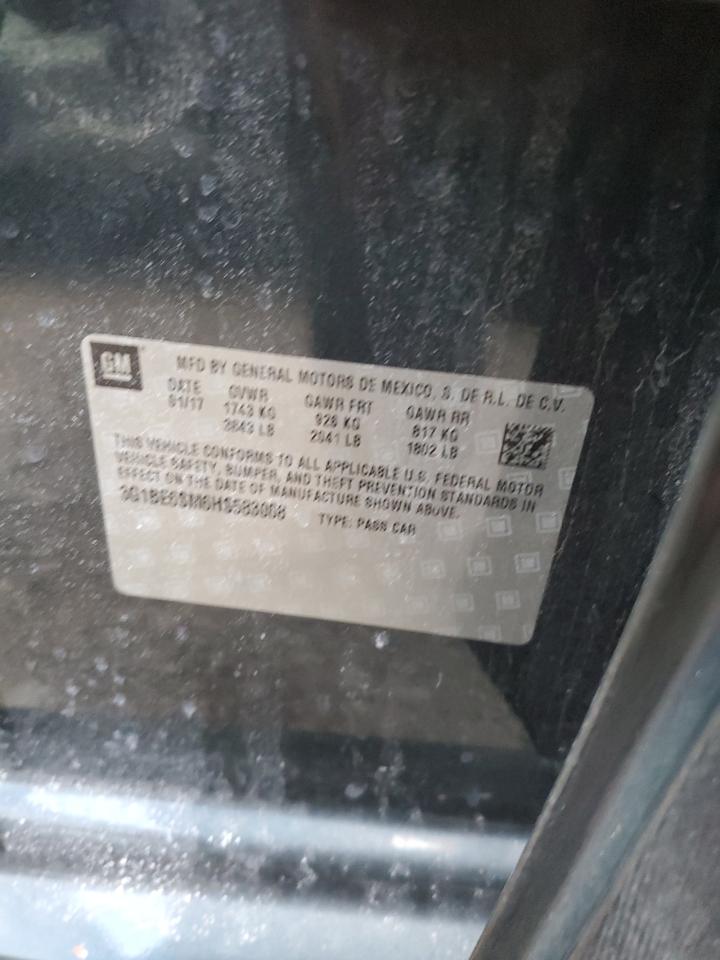 GM
MFD BY GENERAL MOTORS DE MEXICO, S. DE R.L. DE C.V.
DATE GVWR GAWR FRT GAWR RR
01/17 1743 KG 926 KG 817 KG
3843 LB 2041 LB 1802 LB
THIS VEHICLE CONFORMS TO ALL APPLICABLE U.S. FEDERAL MOTOR
VEHICLE SAFETY, BUMPER, AND THEFT PREVENTION STANDARDS IN
EFFECT ON THE DATE OF MANUFACTURE SHOWN ABOVE.
TYPE: PASS CAR